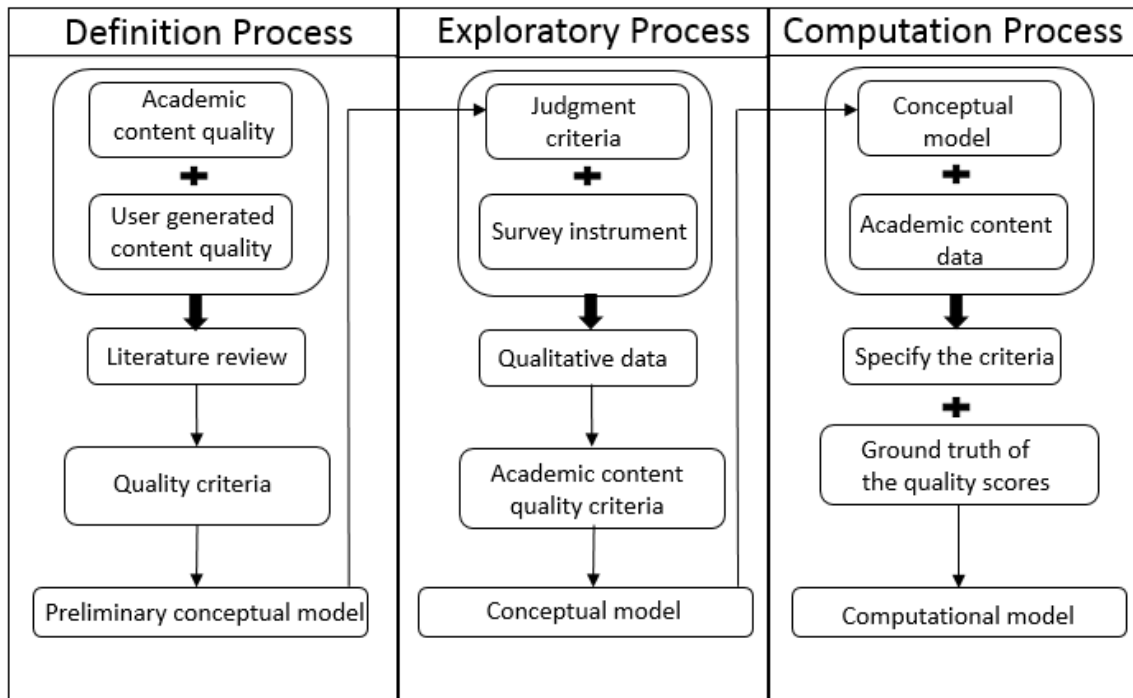 Definition Process
Academic
content quality
User generated
content quality
Literature review
Quality criteria
Preliminary conceptual model
Exploratory Process
Judgment
criteria
Survey instrument
Qualitative data
Academic content
quality criteria
Conceptual model
Computation Process
Conceptual
model
Academic content
data
Specify the criteria
Ground truth of
the quality scores
Computational model